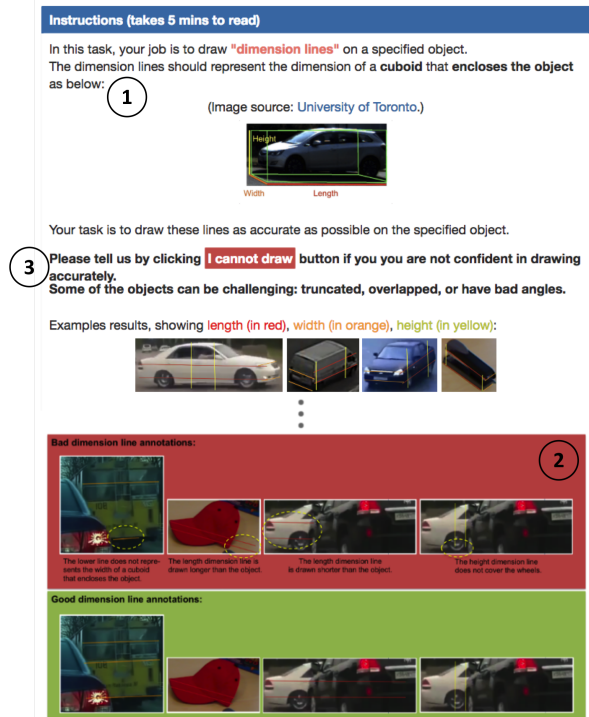 Instructions (takes 5 mins to read)
In this task, your job is to draw "dimension lines" on a specified object.
The dimension lines should represent the dimension of a cuboid that encloses the object
as below:
1
(Image source: University of Toronto.)
Height
Width Length
Your task is to draw these lines as accurate as possible on the specified object.
3
Please tell us by clicking I cannot draw button if you you are not confident in drawing
accurately.
Some of the objects can be challenging: truncated, overlapped, or have bad angles.
Examples results, showing length (in red), width (in orange), height (in yellow):
Bad dimension line annotations:
2
The lower line does not repre-
sents the width of a cuboid
that encloses the object.
The length dimension line is
drawn longer than the object.
The length dimension line
is drawn shorter than the object.
The height dimension line
does not cover the wheels.
Good dimension line annotations: